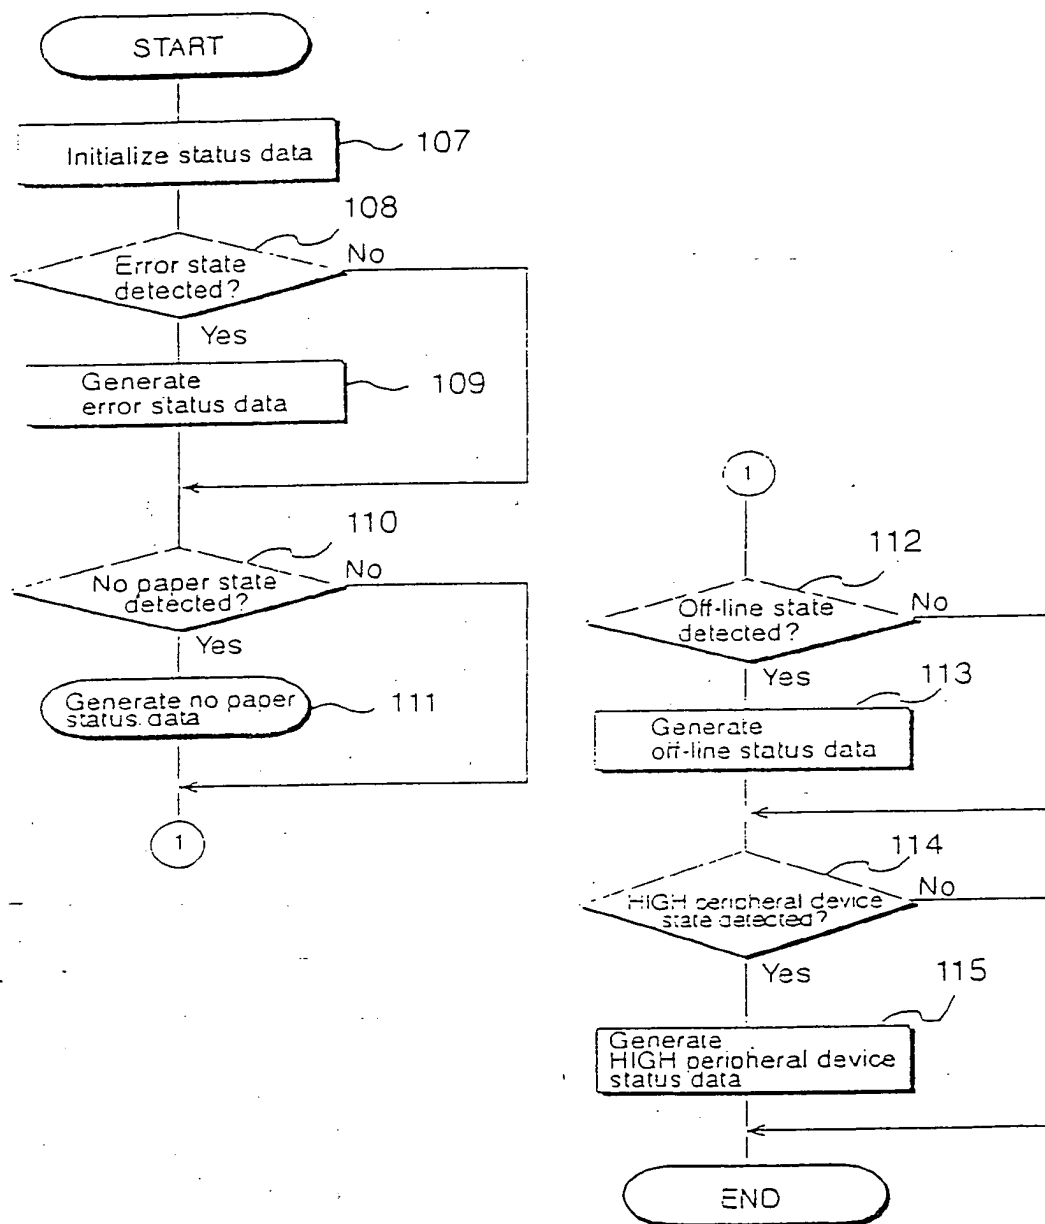 START
Initialize status data
107
108
Error state
detected?
No
Yes
Generate
error status data
109
110
No paper state
detected?
No
Yes
Generate no paper
status data
111
1
1
112
Off-line state
detected?
No
Yes
113
Generate
off-line status data
114
HIGH peripheral device
state detected?
No
Yes
115
Generate
HIGH peripheral device
status data
END